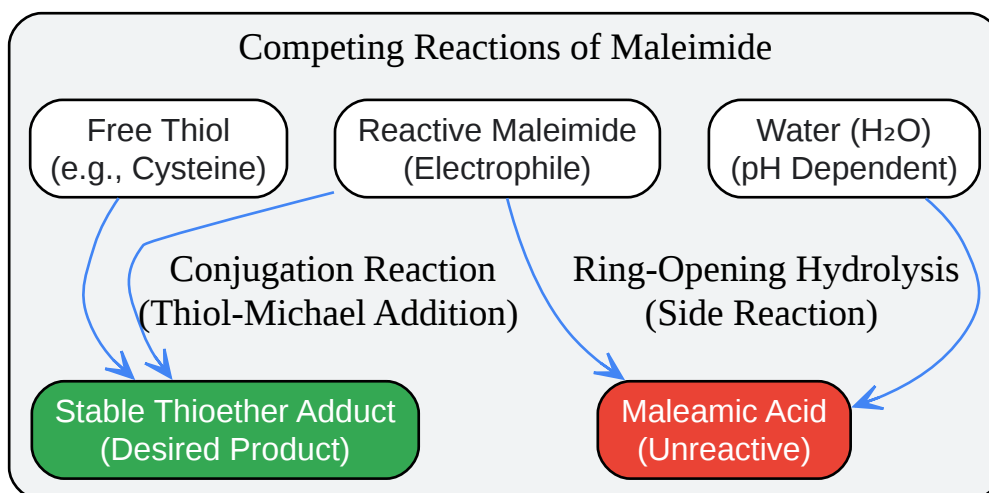 Competing Reactions of Maleimide
Free Thiol
(e.g., Cysteine)
Reactive Maleimide
(Electrophile)
Water (H₂O)
(pH Dependent)
Conjugation Reaction
(Thiol-Michael Addition)
Ring-Opening Hydrolysis
(Side Reaction)
Stable Thioether Adduct
(Desired Product)
Maleamic Acid
(Unreactive)